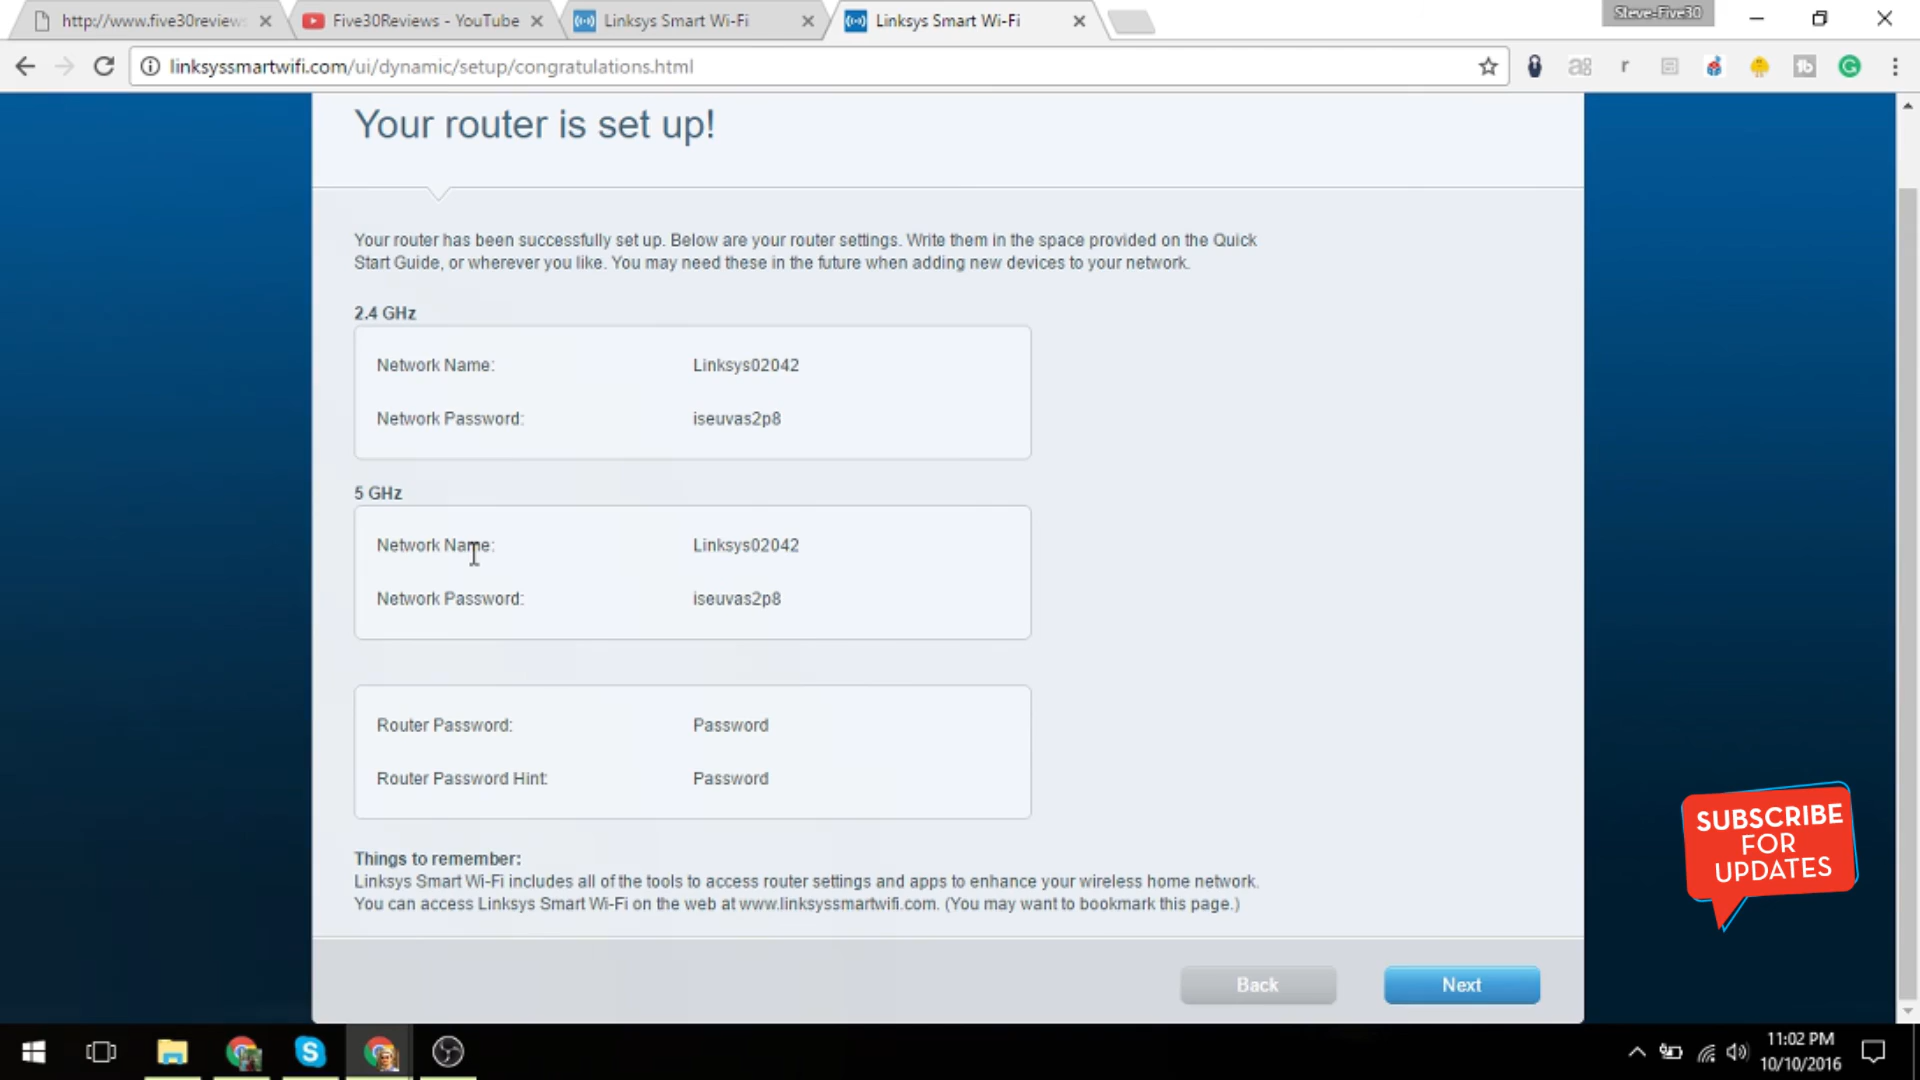 http://www.five30review
Five30Reviews - YouTube
Linksys Smart Wi-Fi
Linksys Smart Wi-Fi
Steve-Five30
linksyssmartwifi.com/ui/dynamic/setup/congratulations.html
Your router is set up!
Your router has been successfully set up. Below are your router settings. Write them in the space provided on the Quick
Start Guide, or wherever you like. You may need these in the future when adding new devices to your network.
2.4 GHz
Network Name: Linksys02042
Network Password: iseuvas2p8
5 GHz
Network Name: Linksys02042
Network Password: iseuvas2p8
Router Password: Password
Router Password Hint: Password
Things to remember:
Linksys Smart Wi-Fi includes all of the tools to access router settings and apps to enhance your wireless home network.
You can access Linksys Smart Wi-Fi on the web at www.linksyssmartwifi.com. (You may want to bookmark this page.)
SUBSCRIBE
FOR
UPDATES
Back
Next
11:02 PM
10/10/2016